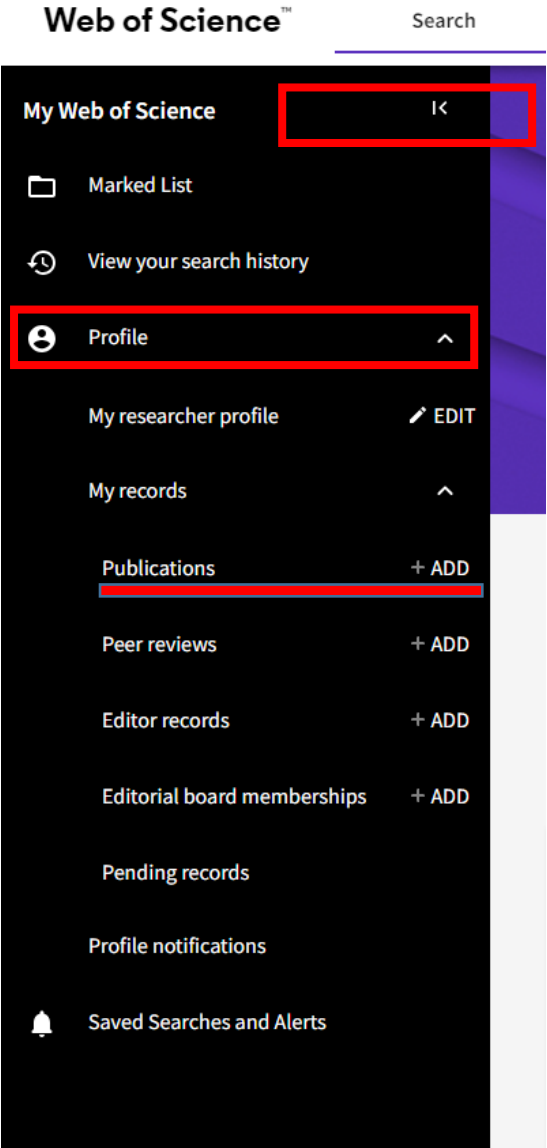 Web of Science™
Search
My Web of Science
Marked List
View your search history
Profile
My researcher profile EDIT
My records
Publications + ADD
Peer reviews + ADD
Editor records + ADD
Editorial board memberships + ADD
Pending records
Profile notifications
Saved Searches and Alerts